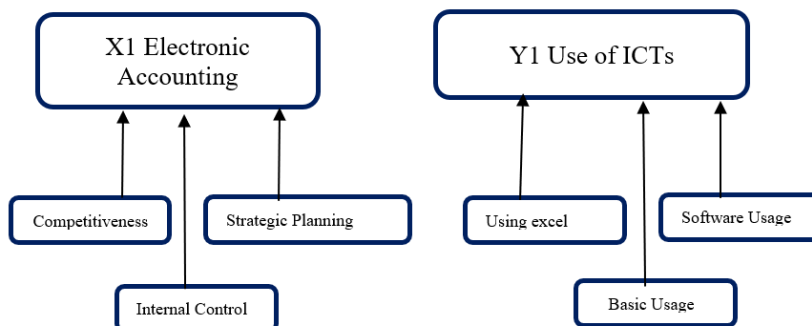 X1 Electronic
Accounting
Y1 Use of ICTs
Competitiveness
Strategic Planning
Using excel
Software Usage
Internal Control
Basic Usage